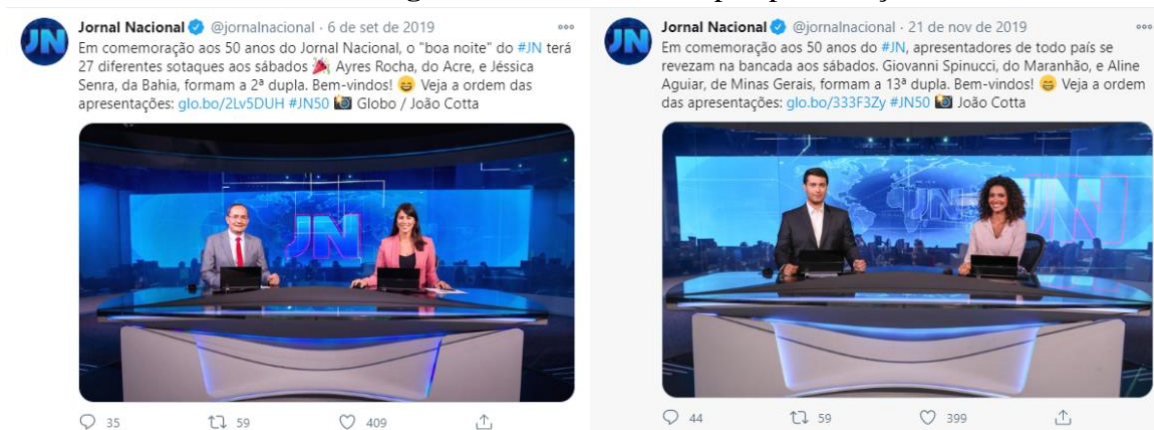 JN
Jornal Nacional @jornalnacional · 6 de set de 2019
Em comemoração aos 50 anos do Jornal Nacional, o "boa noite" do #JN terá
27 diferentes sotaques aos sábados 🎉 Ayres Rocha, do Acre, e Jéssica
Senra, da Bahia, formam a 2ª dupla. Bem-vindos! 😄 Veja a ordem das
apresentações: glo.bo/2Lv5DUH #JN50 📸 Globo / João Cotta
JN
35 59 409
JN
Jornal Nacional @jornalnacional · 21 de nov de 2019
Em comemoração aos 50 anos do #JN, apresentadores de todo país se
revezam na bancada aos sábados. Giovanni Spinucci, do Maranhão, e Aline
Aguiar, de Minas Gerais, formam a 13ª dupla. Bem-vindos! 😄 Veja a ordem
das apresentações: glo.bo/333F3Zy #JN50 📸 João Cotta
JN
44 59 399